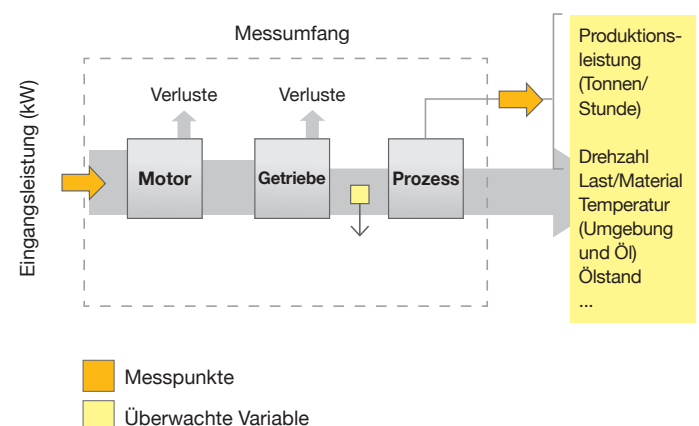 Messumfang
Eingangsleistung (kW)
Verluste
Verluste
Motor
Getriebe
Prozess
Produktions-
leistung
(Tonnen/
Stunde)
Drehzahl
Last/Material
Temperatur
(Umgebung
und Öl)
Ölstand
...
Messpunkte
Überwachte Variable